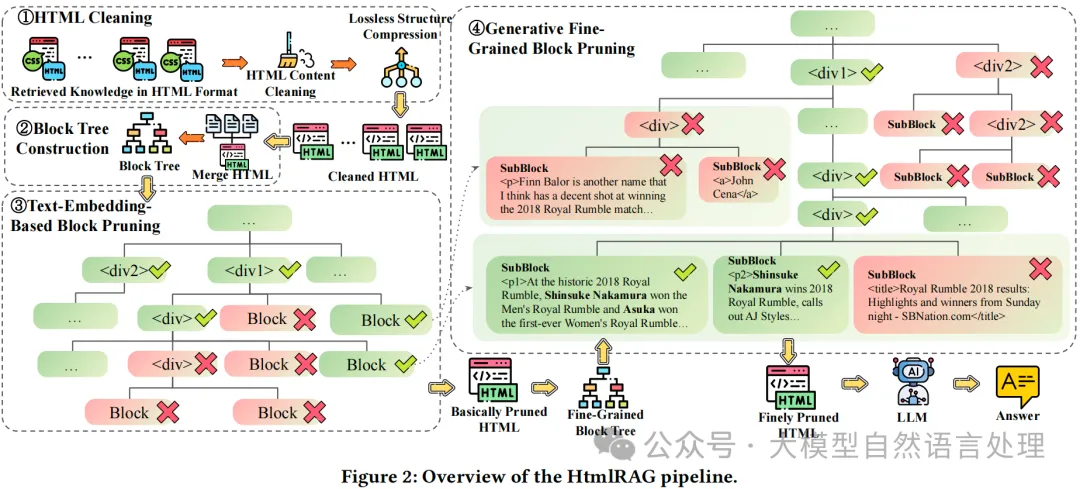 ①HTML Cleaning
CSS
HTML
...
CSS
HTML
CSS
HTML
Retrieved Knowledge in HTML Format
HTML Content
Cleaning
Lossless Structure
Compression
②Block Tree
Construction
Block Tree
HTML
Merge HTML
HTML
...
HTML
HTML
Cleaned HTML
③Text-Embedding-
Based Block Pruning
...
<div2>
<div1>
...
...
<div>
Block
Block
...
<div>
Block
Block
Block
Block
HTML
Basically Pruned
HTML
Fine-Grained
Block Tree
④Generative Fine-
Grained Block Pruning
...
...
<div1>
<div2>
<div>
...
SubBlock
<div2>
SubBlock
<p>Finn Balor is another name that
I think has a decent shot at winning
the 2018 Royal Rumble match…
SubBlock
<a>John
Cena</a>
<div>
SubBlock
SubBlock
<div>
...
SubBlock
<p1>At the historic 2018 Royal
Rumble, Shinsuke Nakamura won the
Men's Royal Rumble and Asuka won
the first-ever Women's Royal Rumble…
SubBlock
<p2>Shinsuke
Nakamura wins 2018
Royal Rumble, calls
out AJ Styles…
SubBlock
<title>Royal Rumble 2018 results:
Highlights and winners from Sunday
night - SBNation.com</title>
HTML
Finely Pruned
HTML
AI
LLM
A
Answer
公众号・大模型自然语言处理
Figure 2: Overview of the HtmlRAG pipeline.